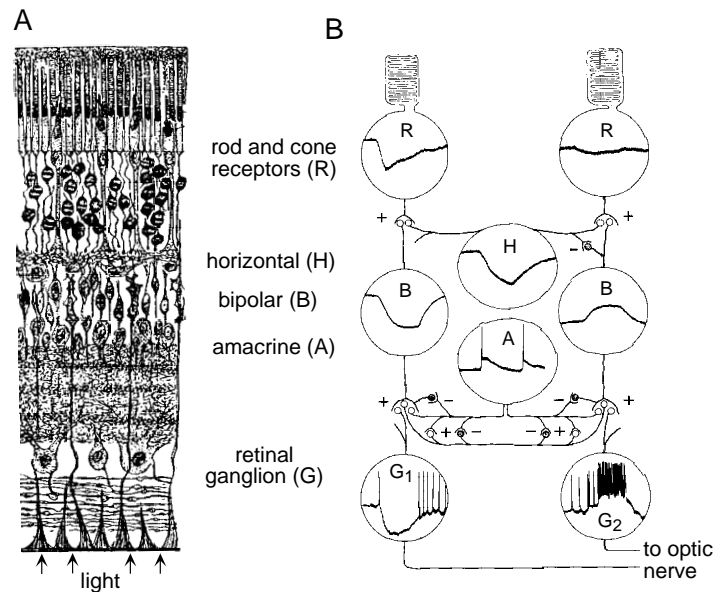 A
B
R
R
rod and cone
receptors (R)
+
+
horizontal (H)
H
−
bipolar (B)
B
B
amacrine (A)
A
+
−
−
+
+
−
−
+
retinal
ganglion (G)
G1
G2
to optic
nerve
light